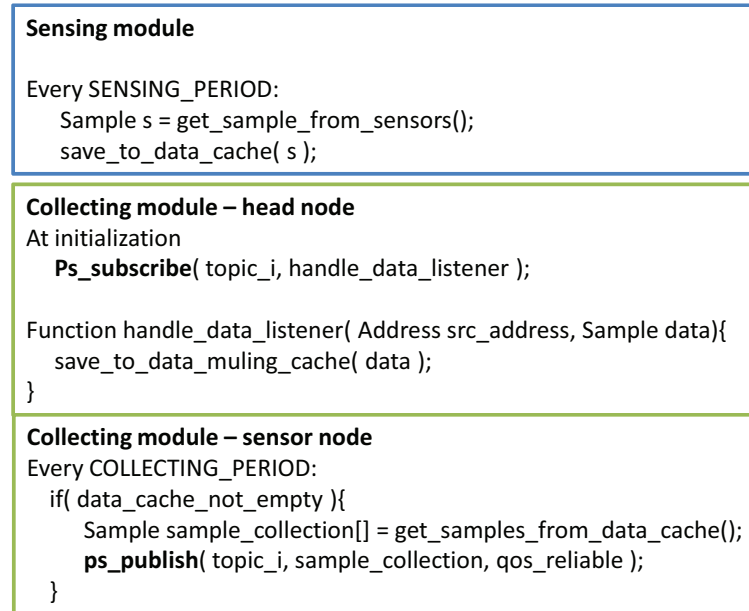 Sensing module
Every SENSING_PERIOD:
Sample s = get_sample_from_sensors();
save_to_data_cache( s );
Collecting module – head node
At initialization
Ps_subscribe( topic_i, handle_data_listener );
Function handle_data_listener( Address src_address, Sample data){
save_to_data_muling_cache( data );
}
Collecting module – sensor node
Every COLLECTING_PERIOD:
if( data_cache_not_empty ){
Sample sample_collection[] = get_samples_from_data_cache();
ps_publish( topic_i, sample_collection, qos_reliable );
}